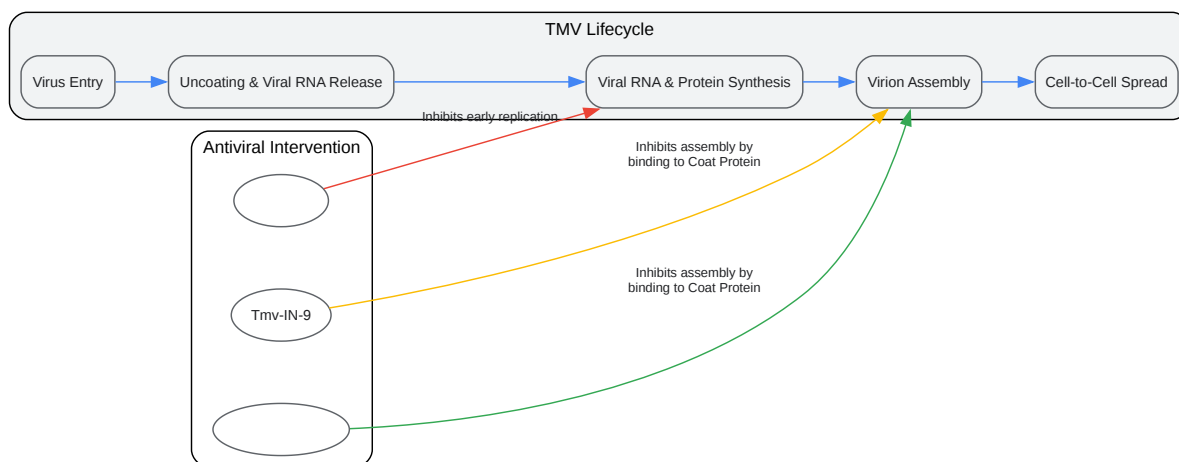 TMV Lifecycle
Virus Entry
Uncoating & Viral RNA Release
Viral RNA & Protein Synthesis
Virion Assembly
Cell-to-Cell Spread
Inhibits early replication
Antiviral Intervention
Inhibits assembly by
binding to Coat Protein
Tmv-IN-9
Inhibits assembly by
binding to Coat Protein